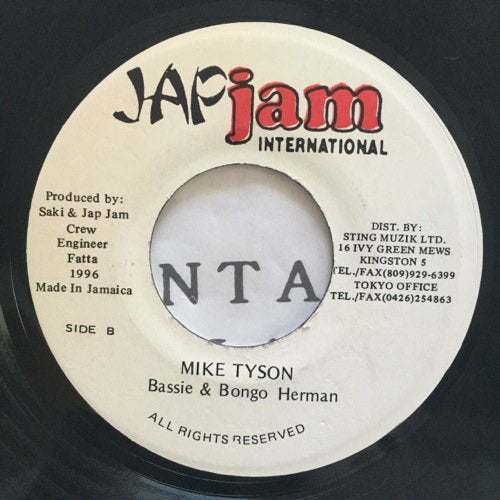 JAP jam
INTERNATIONAL
Produced by:
Saki & Jap Jam
Crew
Engineer
Fatta
1996
Made In Jamaica
SIDE B
DIST. BY:
STING MUZIK LTD.
16 IVY GREEN MEWS
KINGSTON 5
TEL./FAX(809)929-6399
TOKYO OFFICE
TEL./FAX(0426)254863
NTA
MIKE TYSON
Bassie & Bongo Herman
ALL RIGHTS RESERVED